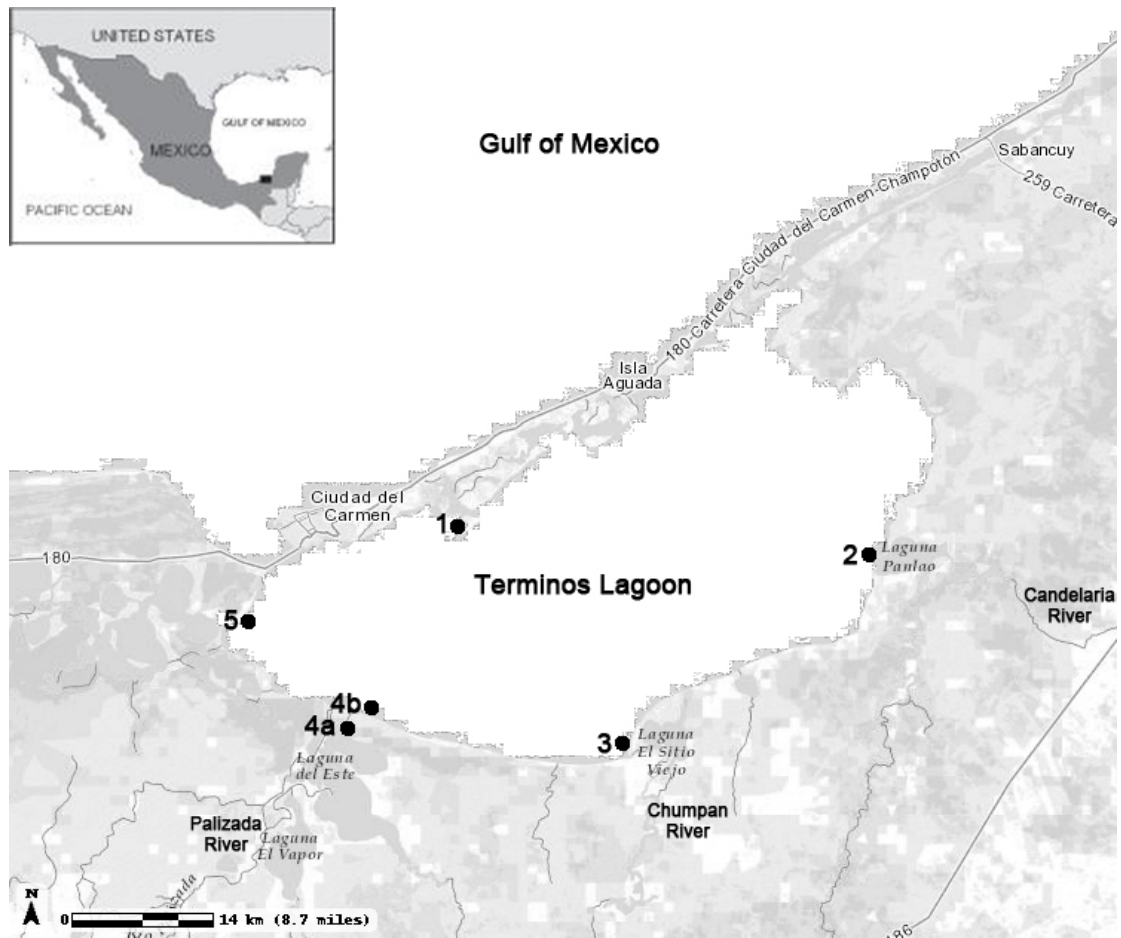 UNITED STATES
GULF OF MEXICO
MEXICO
PACIFIC OCEAN
Gulf of Mexico
Sabancuy
259 Carretera
180-Carretera-Ciudad-del-Carmen-Champotón
Isla
Aguada
Ciudad del
Carmen
1
180
2
Laguna
Panlao
Terminos Lagoon
Candelaria
River
5
4b
4a
3
Laguna
El Sitio
Viejo
Laguna
del Este
Chumpan
River
Palizada
River
Laguna
El Vapor
N
0
14 km (8.7 miles)
186